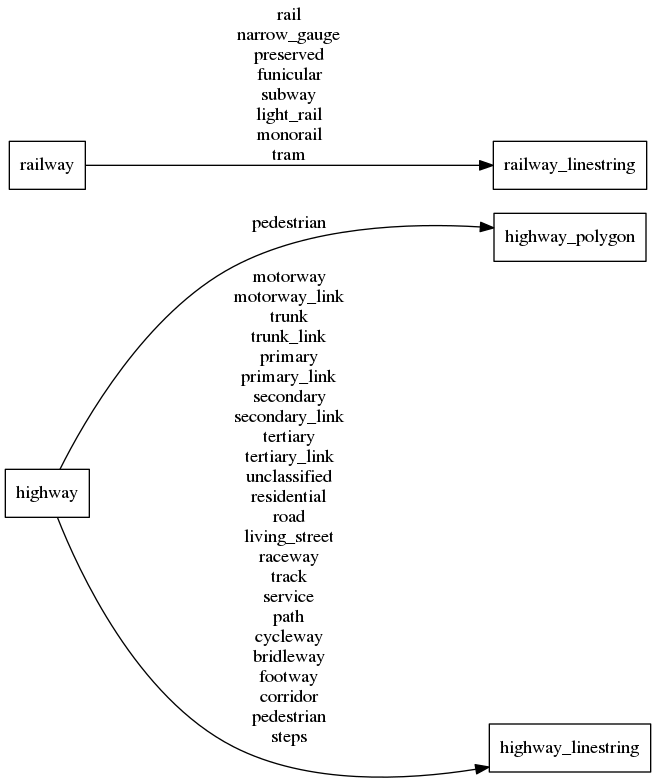 rail
narrow_gauge
preserved
funicular
subway
light_rail
monorail
tram
railway
railway_linestring
pedestrian
highway_polygon
motorway
motorway_link
trunk
trunk_link
primary
primary_link
secondary
secondary_link
tertiary
tertiary_link
unclassified
residential
road
living_street
raceway
track
service
path
cycleway
bridleway
footway
corridor
pedestrian
steps
highway
highway_linestring